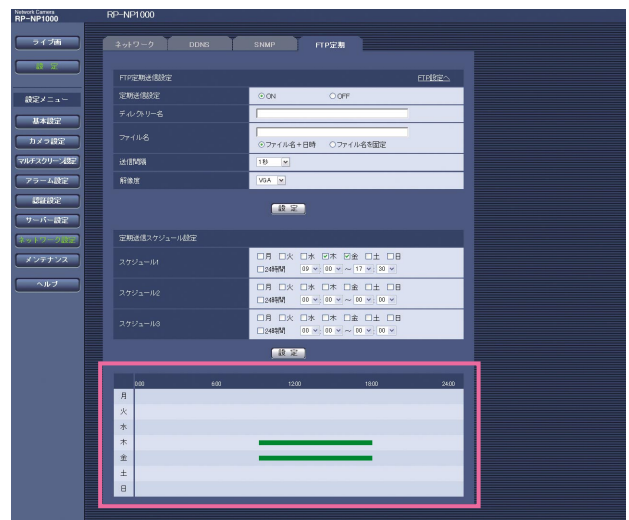 Network Camera
RP-NP1000
RP-NP1000
ライブ画
設定
設定メニュー
基本設定
カメラ設定
マルチスクリーン設定
アラーム設定
認証設定
サーバー設定
ネットワーク設定
メンテナンス
ヘルプ
ネットワーク DDNS SNMP FTP定期
FTP定期送信設定 FTP設定へ
定期送信設定 ON OFF
ディレクトリー名
ファイル名
ファイル名+日時 ファイル名を固定
送信間隔 1秒
解像度 VGA
設定
定期送信スケジュール設定
スケジュール1 月 火 水 木 金 土 日
24時間 09 : 00 ~ 17 : 30
スケジュール2 月 火 水 木 金 土 日
24時間 00 : 00 ~ 00 : 00
スケジュール3 月 火 水 木 金 土 日
24時間 00 : 00 ~ 00 : 00
設定
0:00 6:00 12:00 18:00 24:00
月
火
水
木
金
土
日